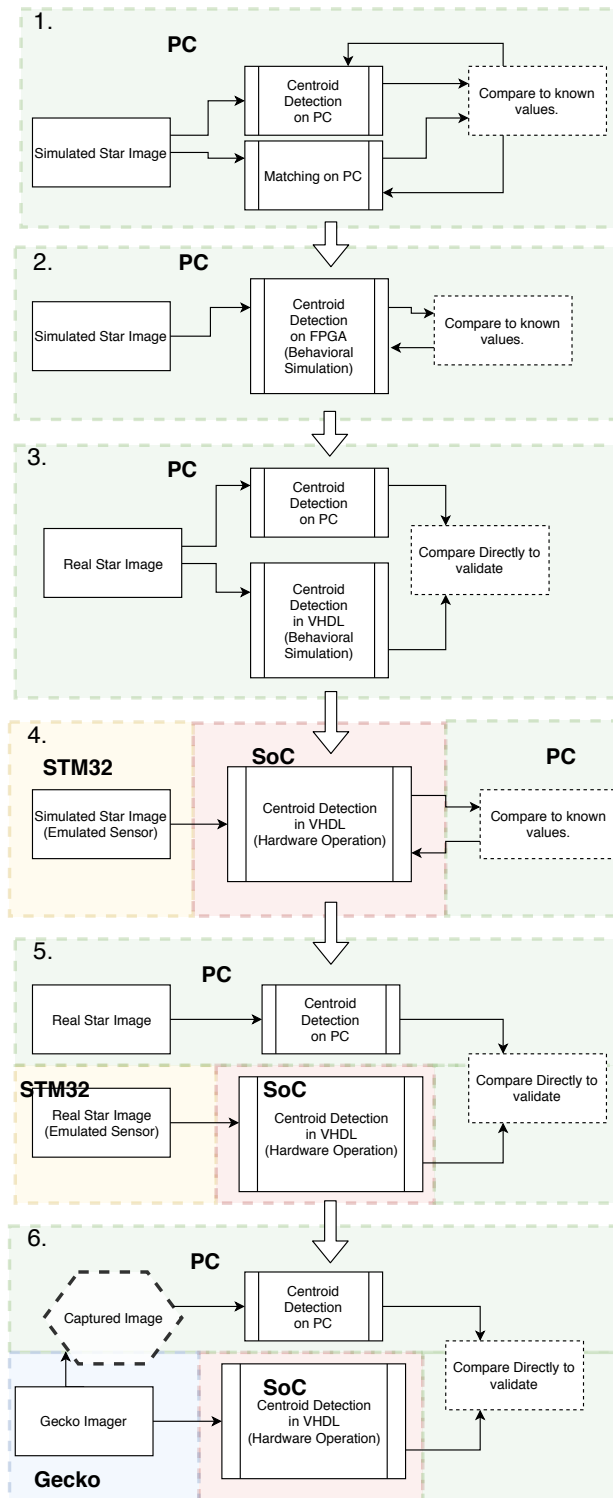 1.
PC
Simulated Star Image
Centroid
Detection
on PC
Matching on PC
Compare to known
values.
2.
PC
Simulated Star Image
Centroid
Detection
on FPGA
(Behavioral
Simulation)
Compare to known
values.
3.
PC
Real Star Image
Centroid
Detection
on PC
Centroid
Detection
in VHDL
(Behavioral
Simulation)
Compare Directly to
validate
4.
STM32
SoC
PC
Simulated Star Image
(Emulated Sensor)
Centroid Detection
in VHDL
(Hardware Operation)
Compare to known
values.
5.
PC
Real Star Image
Centroid
Detection
on PC
STM32
Real Star Image
(Emulated Sensor)
SoC
Centroid Detection
in VHDL
(Hardware Operation)
Compare Directly to
validate
6.
PC
Captured Image
Centroid
Detection
on PC
Gecko Imager
Gecko
SoC
Centroid Detection
in VHDL
(Hardware Operation)
Compare Directly to
validate